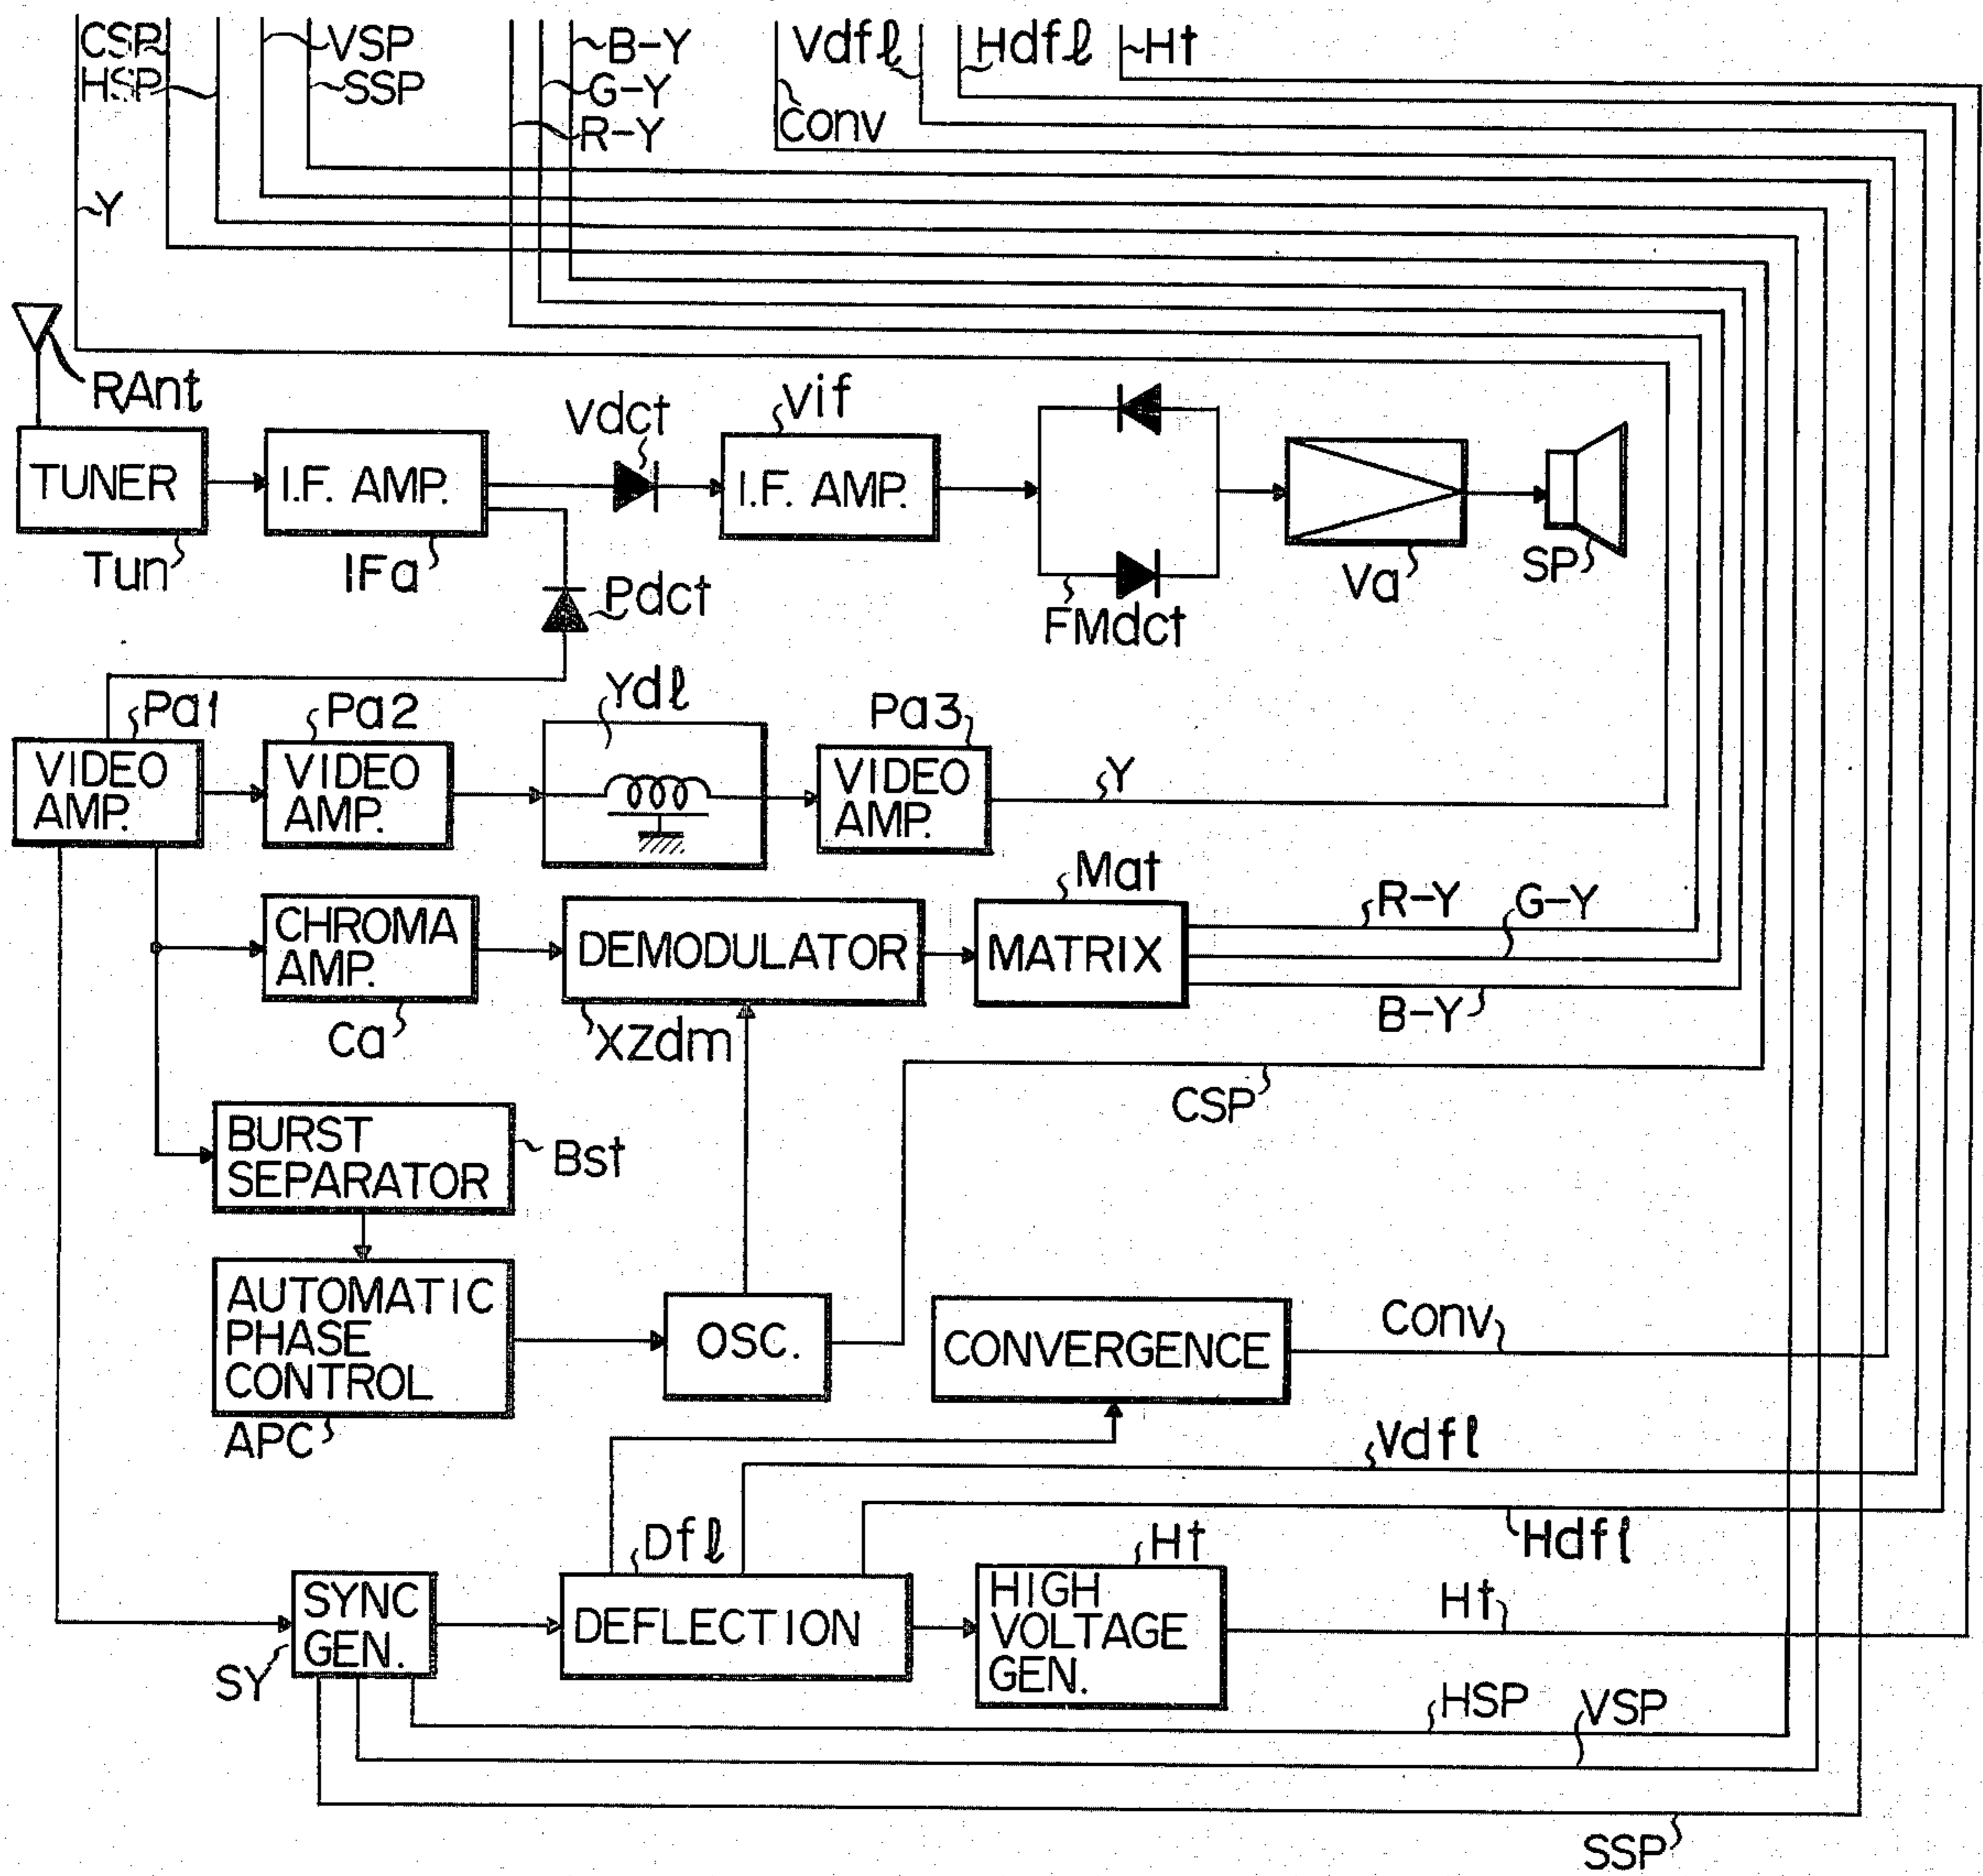 CSP
VSP
B-Y
Vdfl
Hdfl
Ht
HSP
SSP
G-Y
R-Y
Conv
Y
RAnt
Vdct
Vif
TUNER
I.F. AMP.
I.F. AMP.
Tun
IFa
Pdct
FMdct
Va
SP
Pa1
Pa2
Ydl
Pa3
VIDEO
AMP.
VIDEO
AMP.
VIDEO
AMP.
Y
Mat
R-Y
G-Y
CHROMA
AMP.
DEMODULATOR
MATRIX
B-Y
Ca
XZdm
CSP
BURST
SEPARATOR
Bst
AUTOMATIC
PHASE
CONTROL
OSC.
CONVERGENCE
Conv
APC
Vdfl
Hdfl
Dfl
Ht
SYNC
GEN.
DEFLECTION
HIGH
VOLTAGE
GEN.
Ht
SY
HSP
VSP
SSP